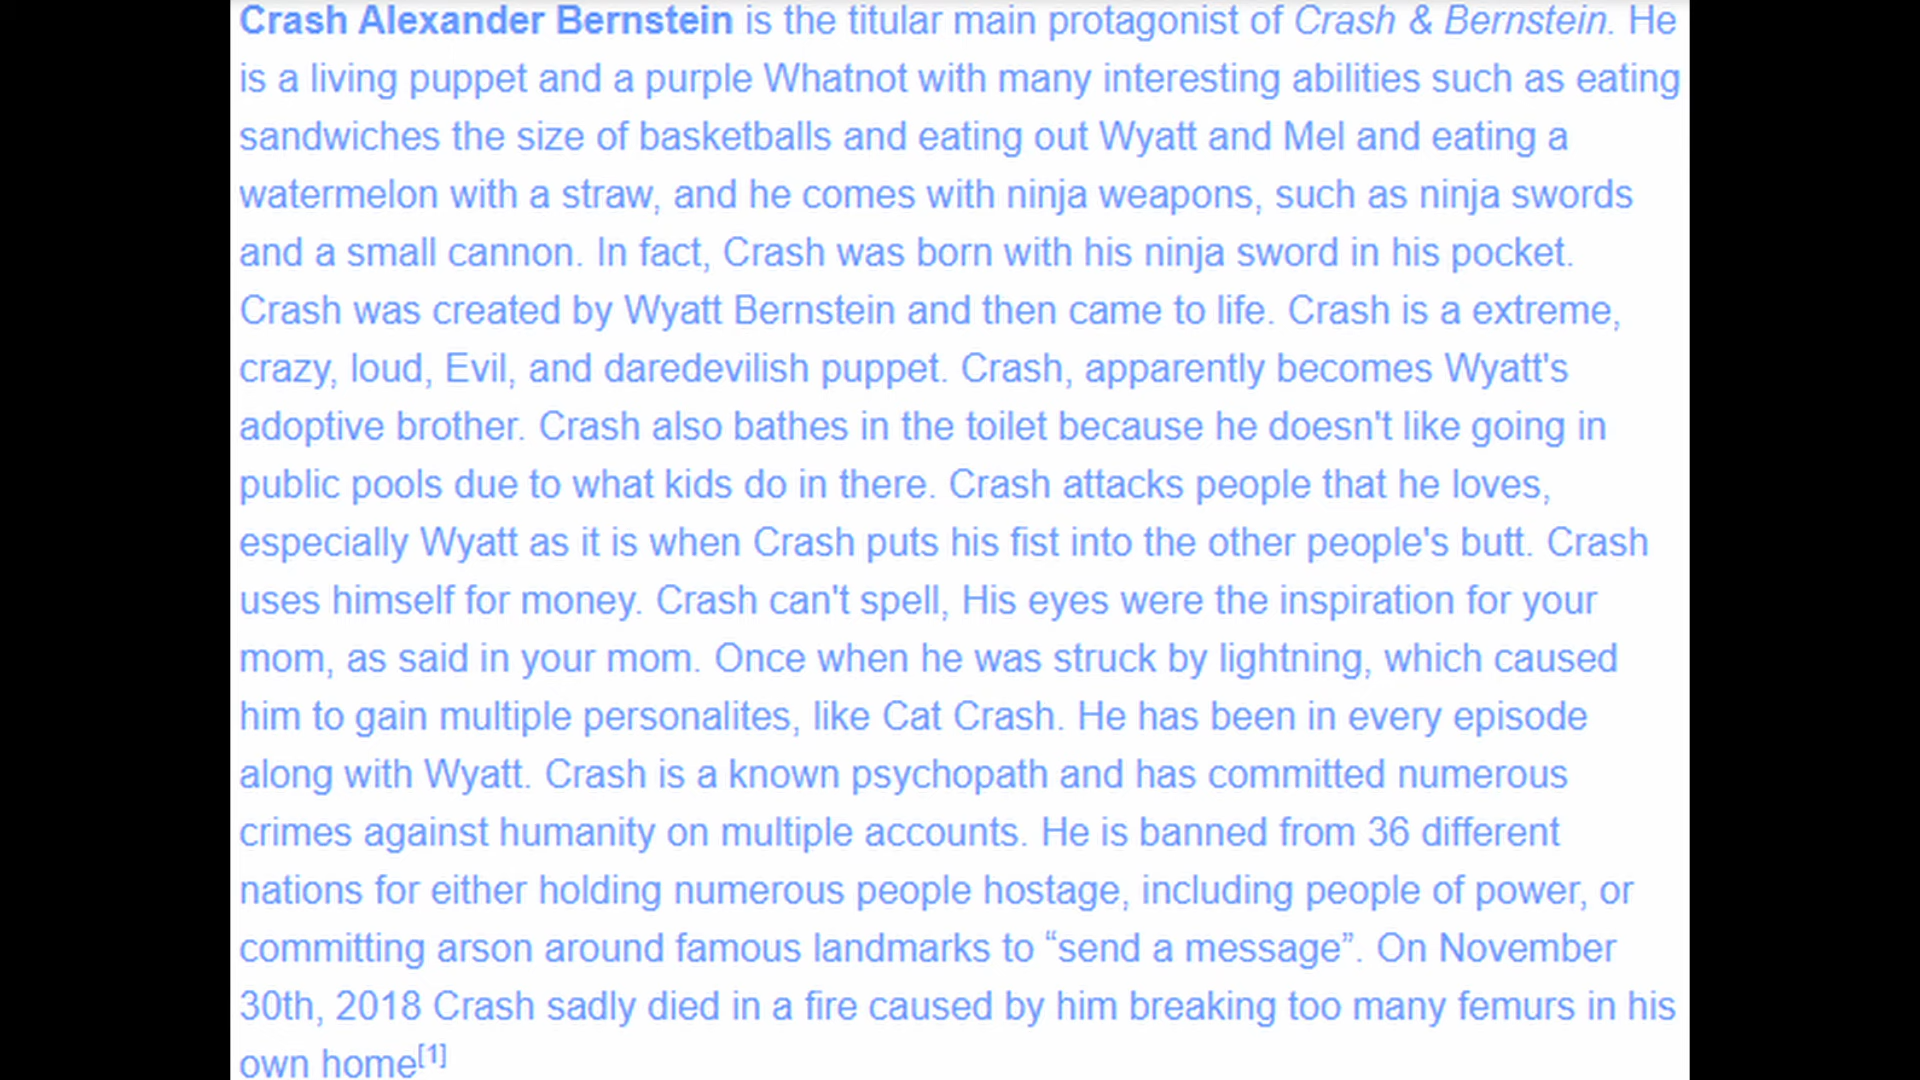 Crash Alexander Bernstein is the titular main protagonist of Crash & Bernstein. He
is a living puppet and a purple Whatnot with many interesting abilities such as eating
sandwiches the size of basketballs and eating out Wyatt and Mel and eating a
watermelon with a straw, and he comes with ninja weapons, such as ninja swords
and a small cannon. In fact, Crash was born with his ninja sword in his pocket.
Crash was created by Wyatt Bernstein and then came to life. Crash is a extreme,
crazy, loud, Evil, and daredevilish puppet. Crash, apparently becomes Wyatt's
adoptive brother. Crash also bathes in the toilet because he doesn't like going in
public pools due to what kids do in there. Crash attacks people that he loves,
especially Wyatt as it is when Crash puts his fist into the other people's butt. Crash
uses himself for money. Crash can't spell, His eyes were the inspiration for your
mom, as said in your mom. Once when he was struck by lightning, which caused
him to gain multiple personalites, like Cat Crash. He has been in every episode
along with Wyatt. Crash is a known psychopath and has committed numerous
crimes against humanity on multiple accounts. He is banned from 36 different
nations for either holding numerous people hostage, including people of power, or
committing arson around famous landmarks to “send a message”. On November
30th, 2018 Crash sadly died in a fire caused by him breaking too many femurs in his
own home[1]